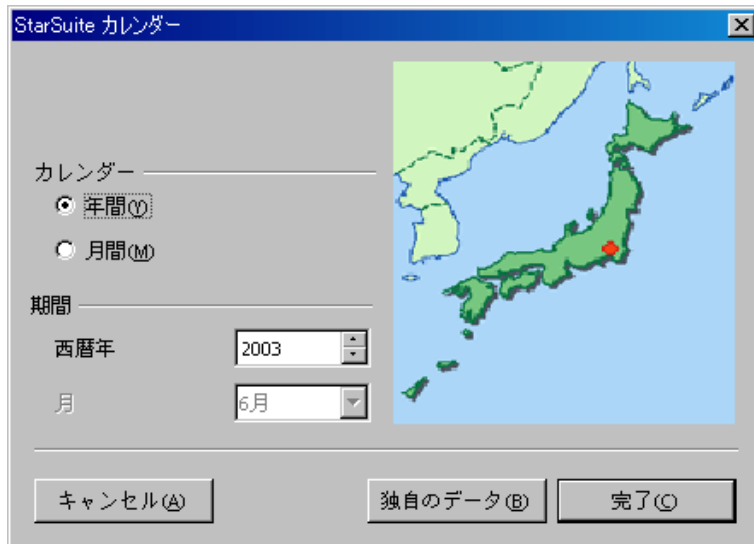 StarSuite カレンダー
カレンダー
年間(Y)
月間(M)
期間
西暦年
2003
月
6月
キャンセル(A)
独自のデータ(B)
完了(C)